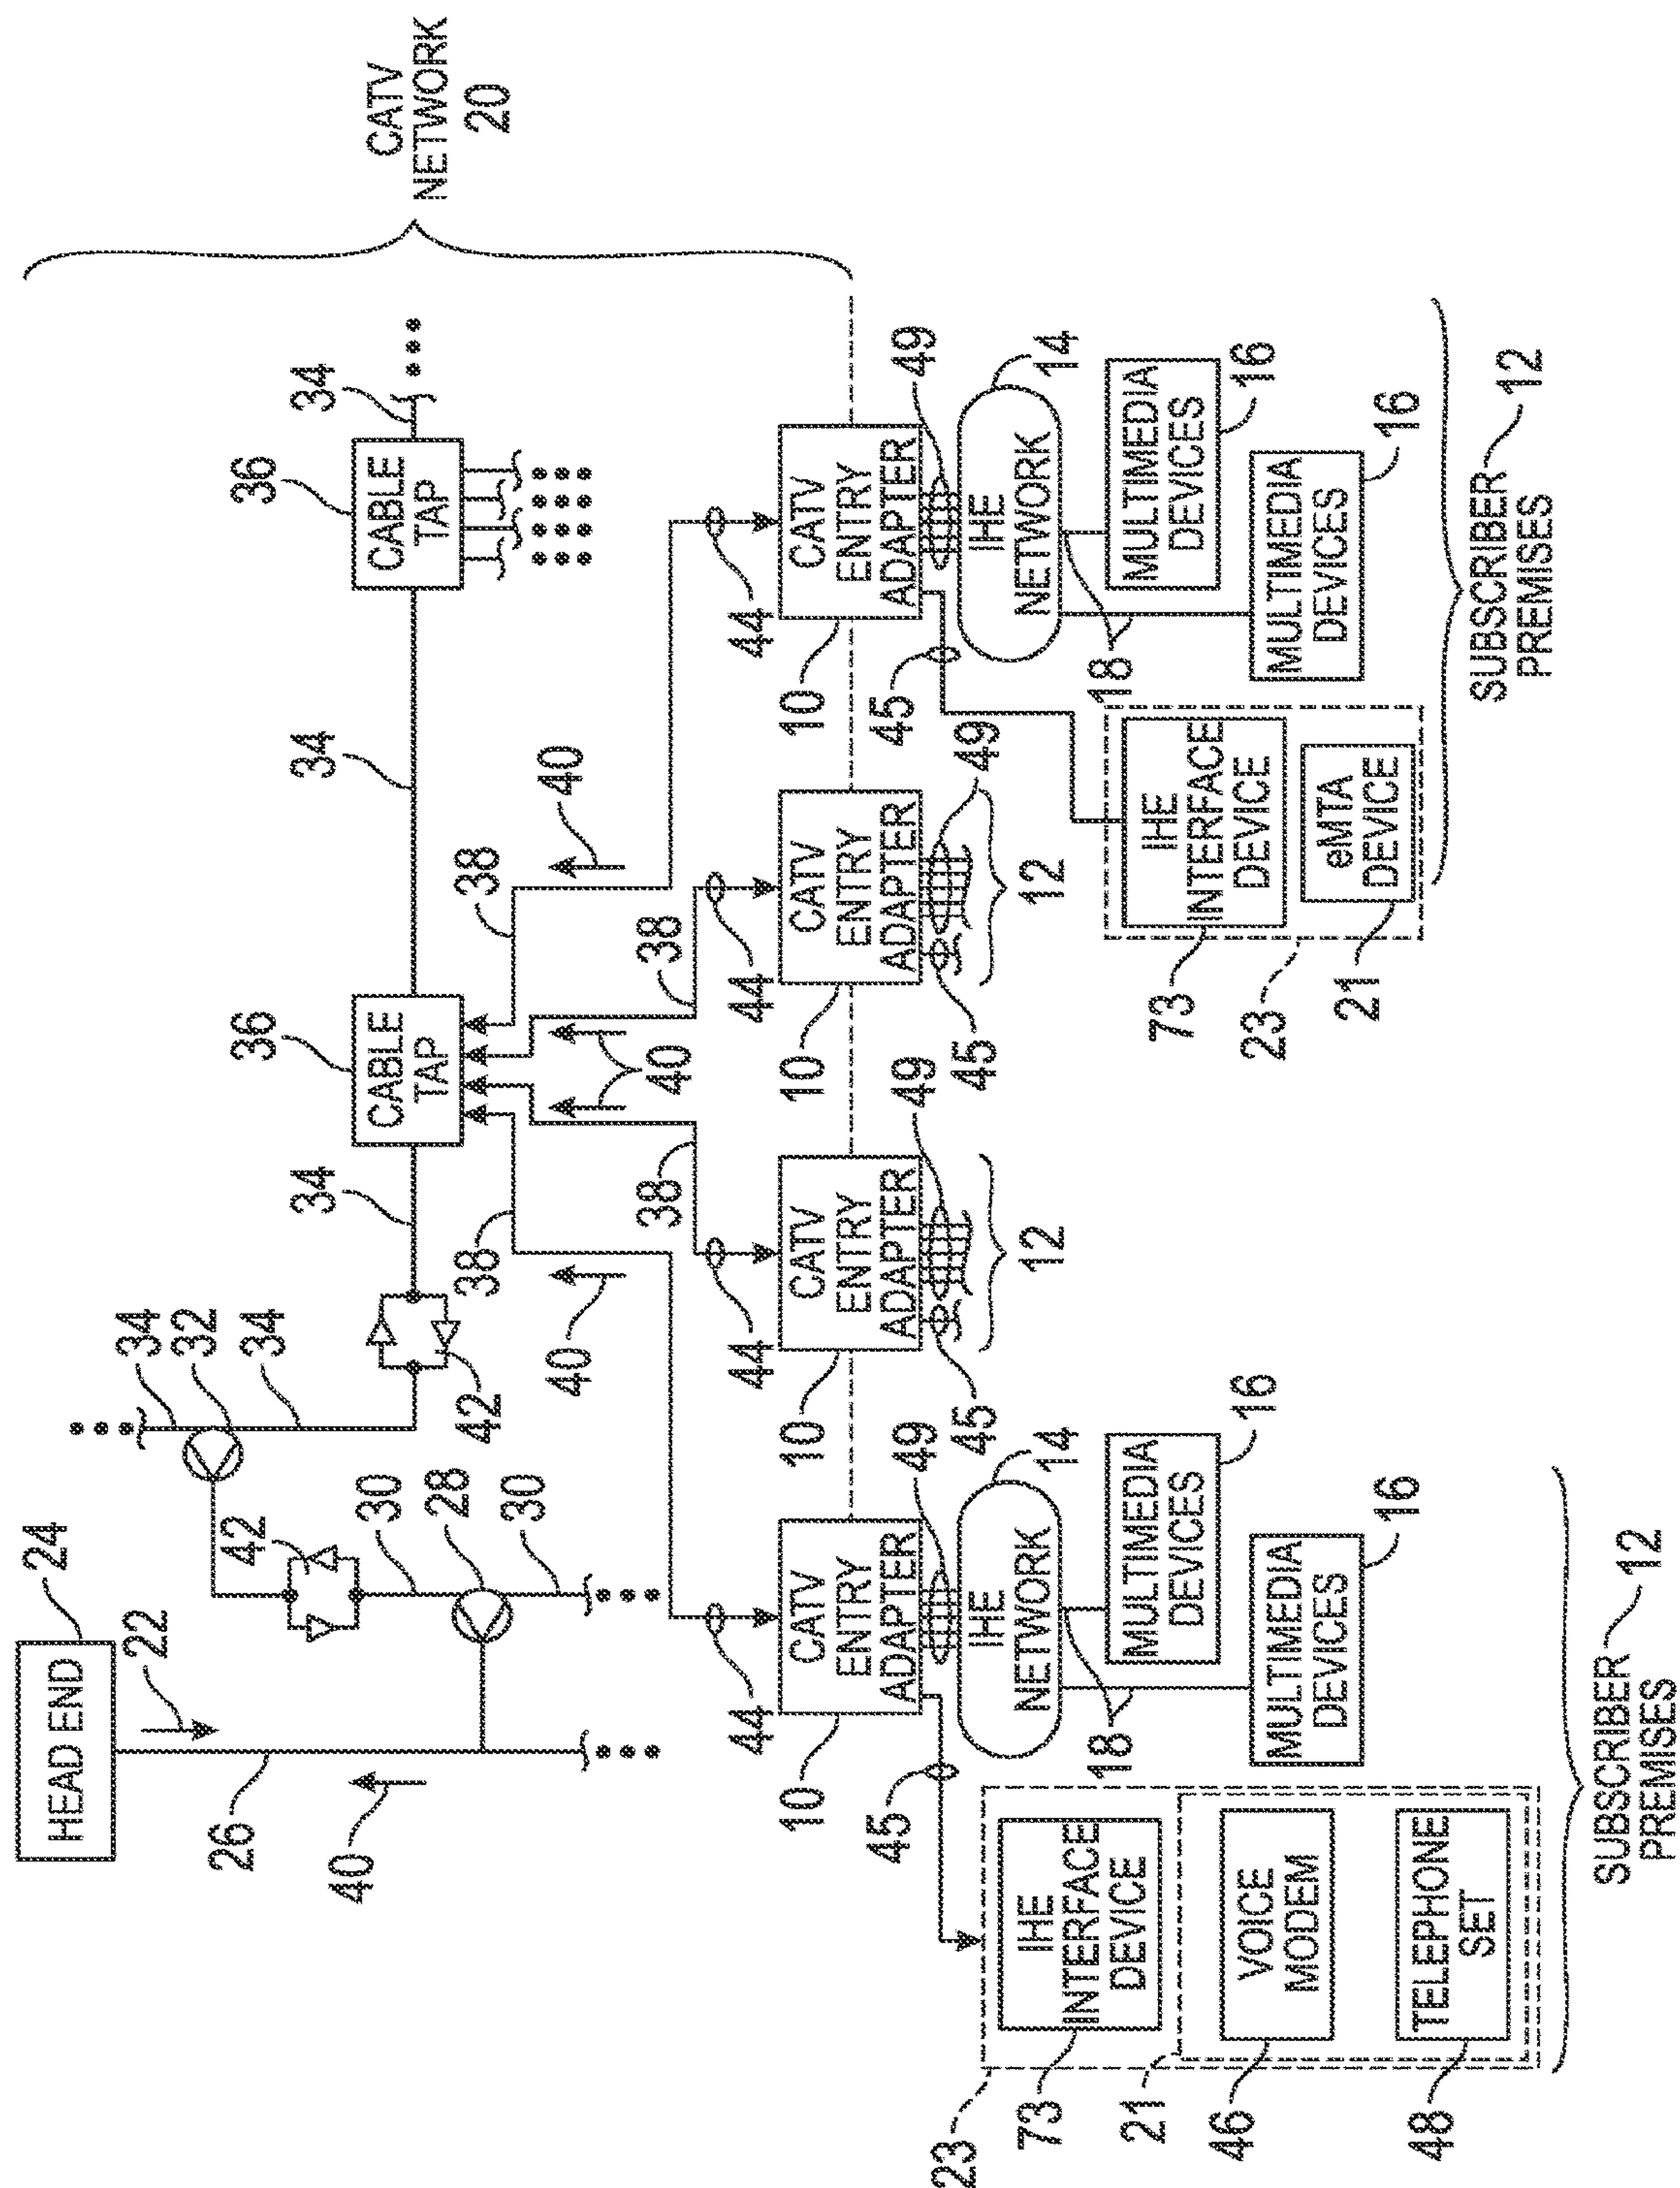 HEAD END
24
22
34
32
34
26
42
36
36
34
34
34
40
30
CABLE
TAP
CABLE
TAP
CATV
NETWORK
20
28
42
38
38
30
40
40
38
40
38
44
44
44
44
10
10
10
10
CATV
ENTRY
ADAPTER
CATV
ENTRY
ADAPTER
CATV
ENTRY
ADAPTER
CATV
ENTRY
ADAPTER
45
49
49
49
45
49
45
45
IHE
NETWORK
14
12
12
IHE
NETWORK
14
23
IHE
INTERFACE
DEVICE
73
18
MULTIMEDIA
DEVICES
16
18
MULTIMEDIA
DEVICES
16
21
73
IHE
INTERFACE
DEVICE
46
VOICE
MODEM
MULTIMEDIA
DEVICES
16
23
MULTIMEDIA
DEVICES
16
21
eMTA
DEVICE
48
TELEPHONE
SET
SUBSCRIBER
PREMISES
12
SUBSCRIBER
PREMISES
12